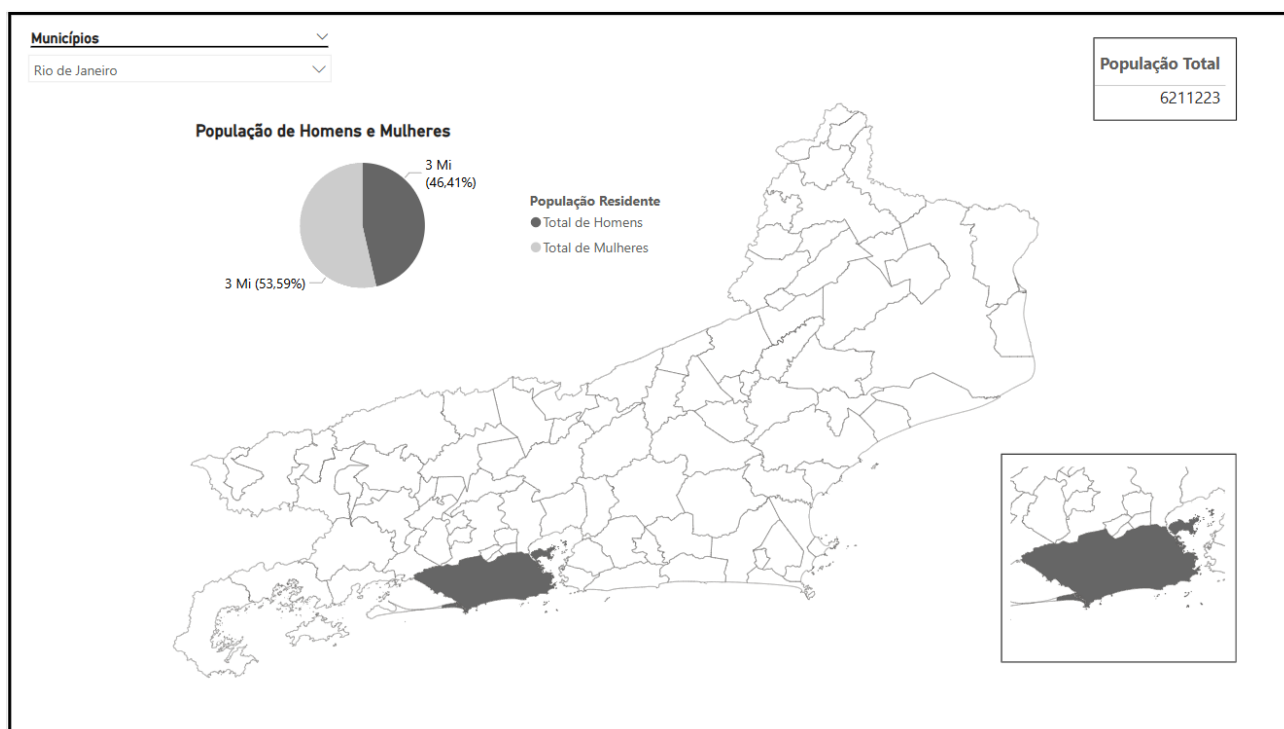 Municípios
Rio de Janeiro
População Total
6211223
População de Homens e Mulheres
3 Mi
(46,41%)
3 Mi (53,59%)
População Residente
Total de Homens
Total de Mulheres